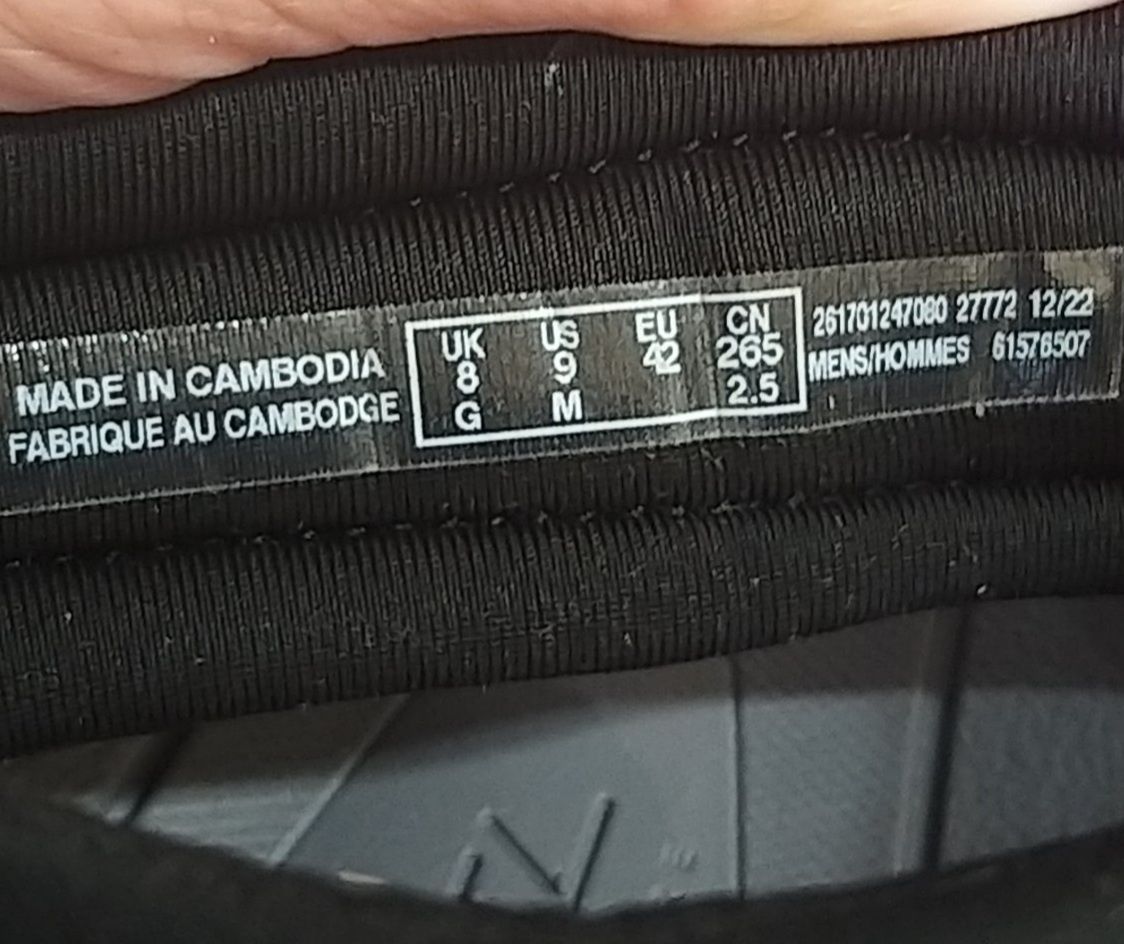 MADE IN CAMBODIA
FABRIQUE AU CAMBODGE
UK US EU CN
8 9 42 265
G M 2.5
261701247080 27772 12/22
MENS/HOMMES 61576507